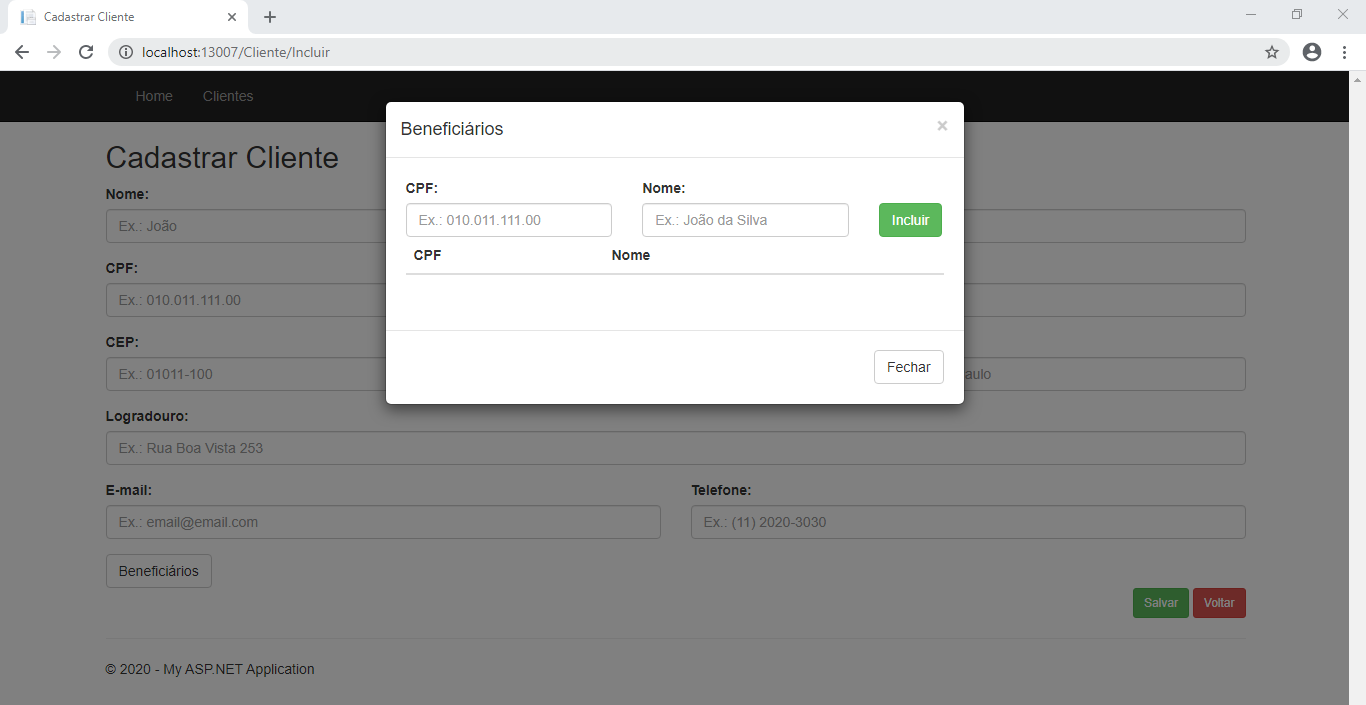 Cadastrar Cliente
localhost:13007/Cliente/Incluir
Home Clientes
Beneficiários ×
CPF: Nome:
Ex.: 010.011.111.00 Ex.: João da Silva Incluir
CPF Nome
Fechar
Cadastrar Cliente
Nome:
Ex.: João
CPF:
Ex.: 010.011.111.00
CEP:
Ex.: 01011-100 aulo
Logradouro:
Ex.: Rua Boa Vista 253
E-mail: Telefone:
Ex.: email@email.com Ex.: (11) 2020-3030
Beneficiários
Salvar Voltar
© 2020 - My ASP.NET Application